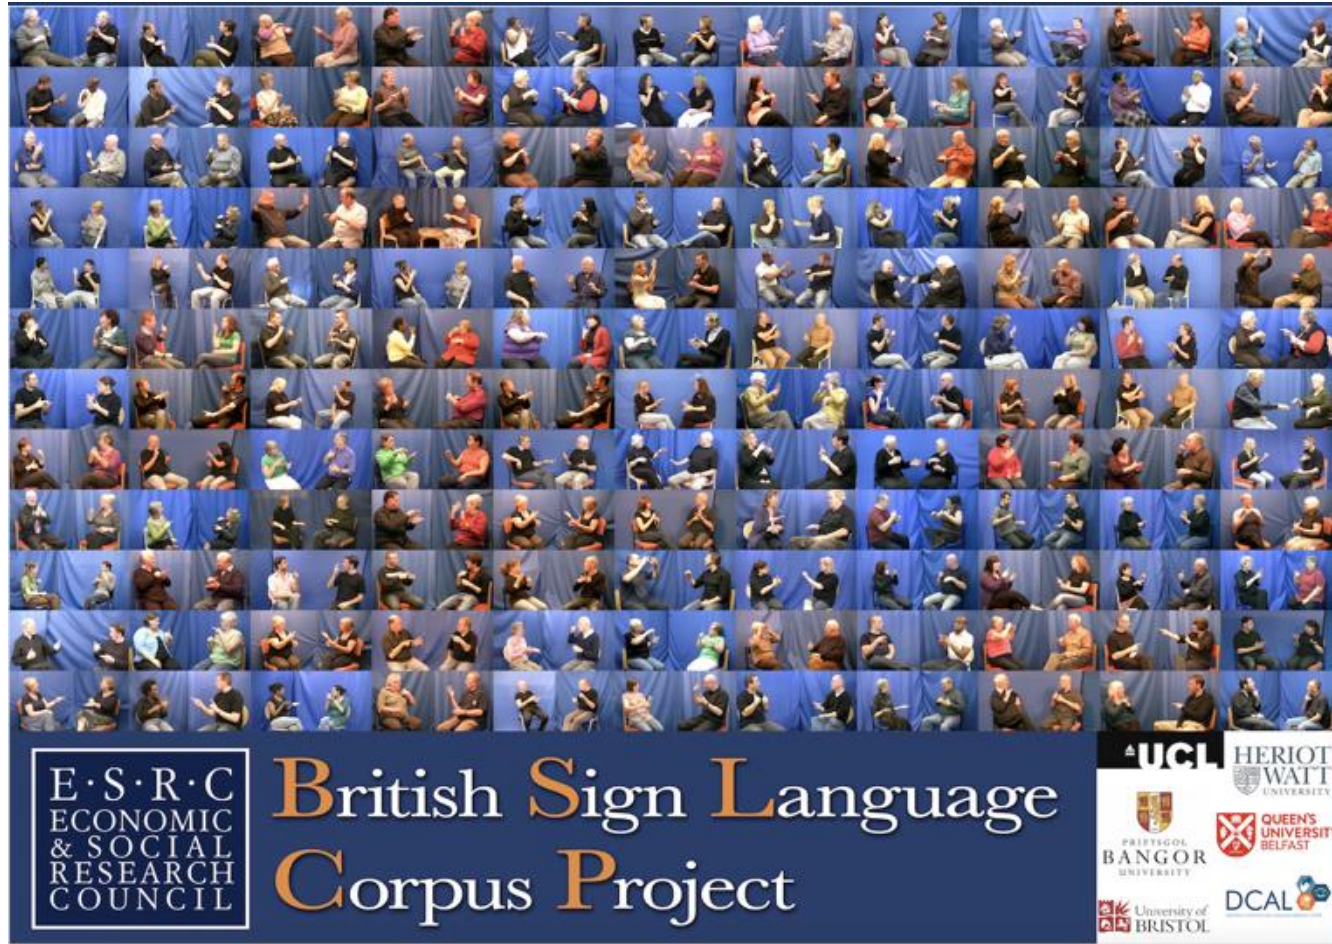 E·S·R·C
ECONOMIC
& SOCIAL
RESEARCH
COUNCIL
British Sign Language
Corpus Project
UCL
HERIOT
WATT
UNIVERSITY
PRIFYSGOL
BANGOR
UNIVERSITY
QUEEN'S
UNIVERSIT
BELFAST
University of
BRISTOL
DCAL